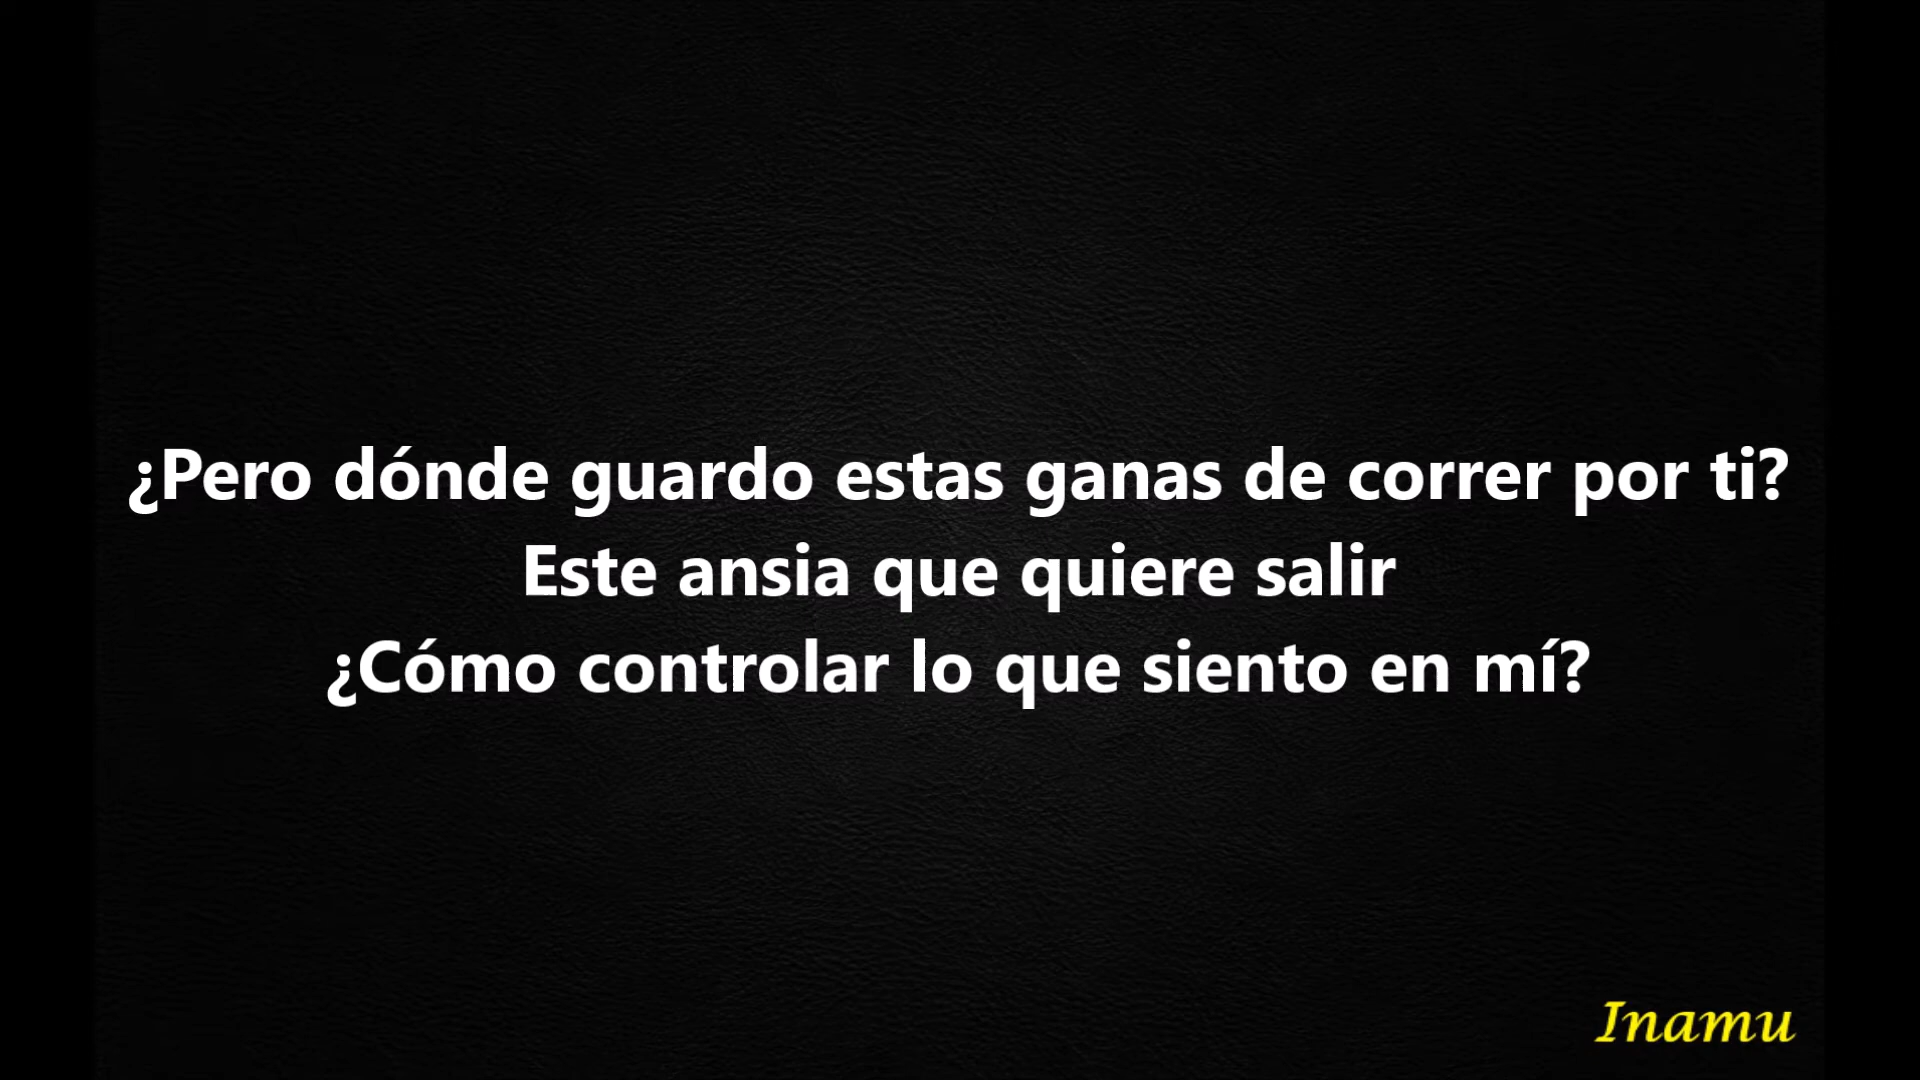 ¿Pero dónde guardo estas ganas de correr por ti?
Este ansia que quiere salir
¿Cómo controlar lo que siento en mí?
Inamu